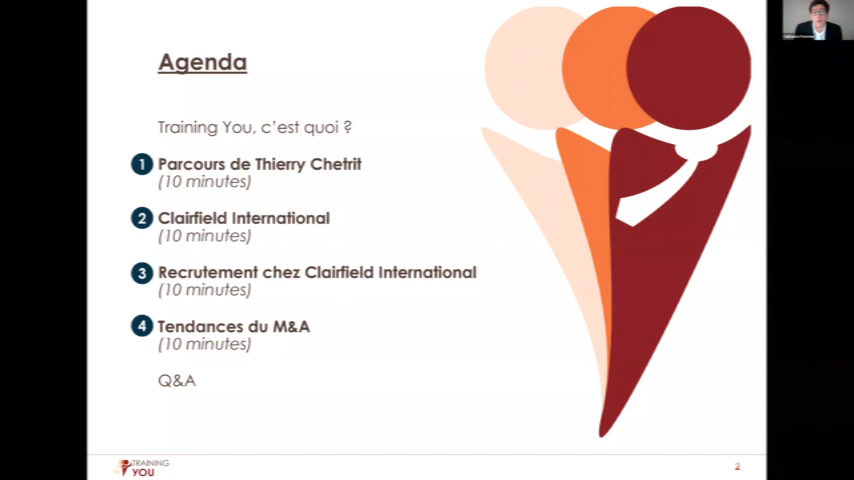 Agenda
Training You, c'est quoi ?
1 Parcours de Thierry Chetrit
(10 minutes)
2 Clairfield International
(10 minutes)
3 Recrutement chez Clairfield International
(10 minutes)
4 Tendances du M&A
(10 minutes)
Q&A
TRAINING
YOU
2